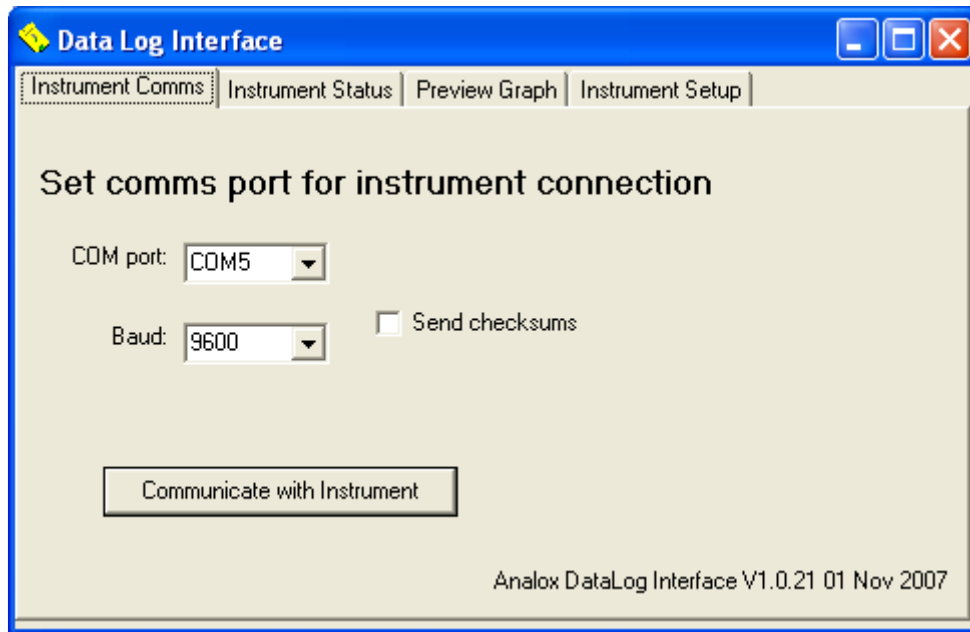 Data Log Interface
Instrument Comms Instrument Status Preview Graph Instrument Setup
Set comms port for instrument connection
COM port: COM5
Send checksums
Baud: 9600
Communicate with Instrument
Analox DataLog Interface V1.0.21 01 Nov 2007